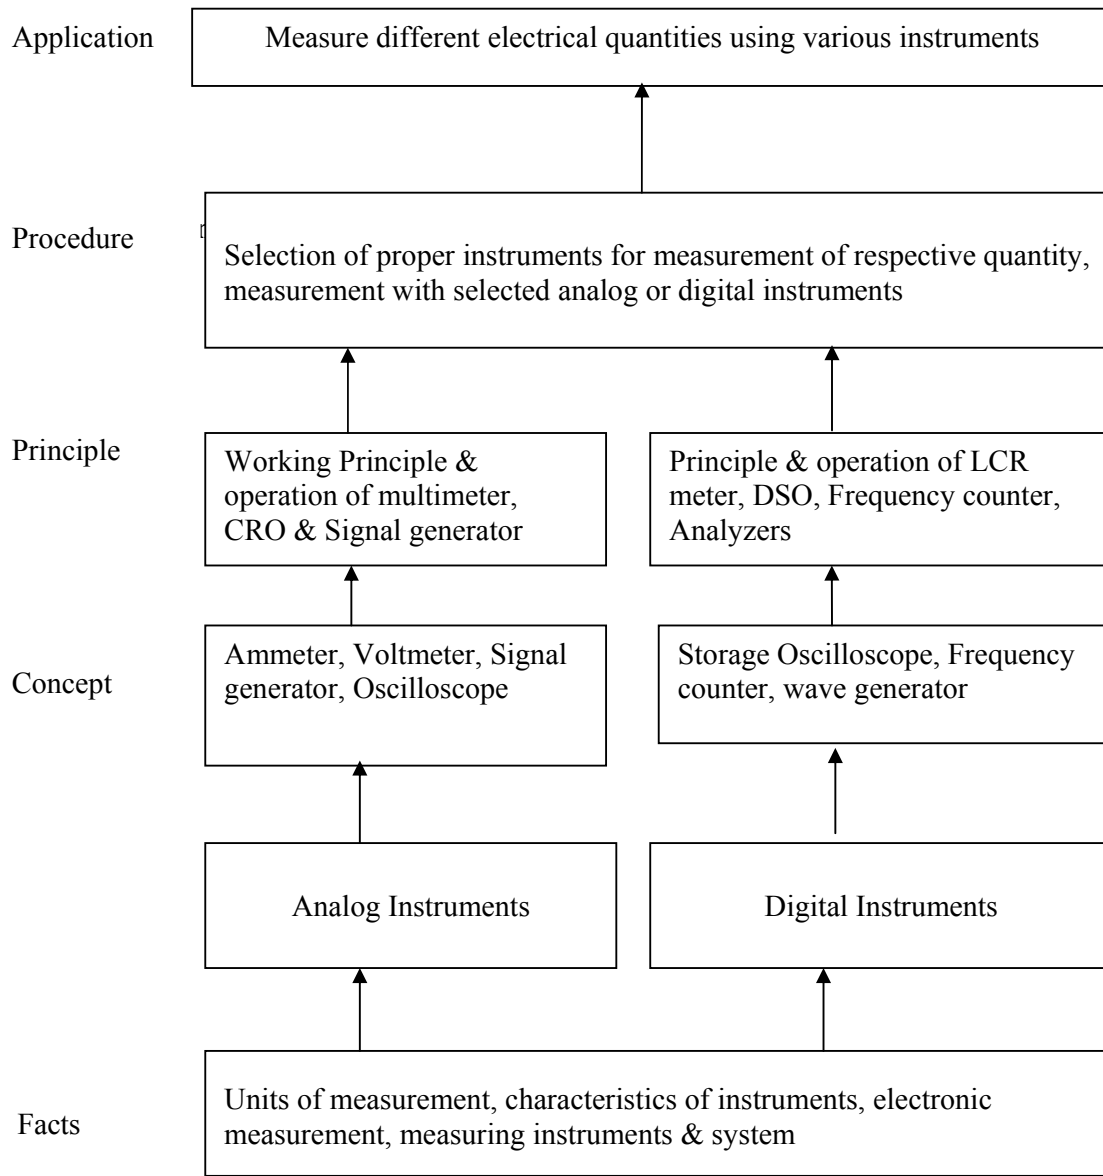 Application
Measure different electrical quantities using various instruments
Procedure
Selection of proper instruments for measurement of respective quantity,
measurement with selected analog or digital instruments
Principle
Working Principle &
operation of multimeter,
CRO & Signal generator
Principle & operation of LCR
meter, DSO, Frequency counter,
Analyzers
Concept
Ammeter, Voltmeter, Signal
generator, Oscilloscope
Storage Oscilloscope, Frequency
counter, wave generator
Analog Instruments
Digital Instruments
Facts
Units of measurement, characteristics of instruments, electronic
measurement, measuring instruments & system